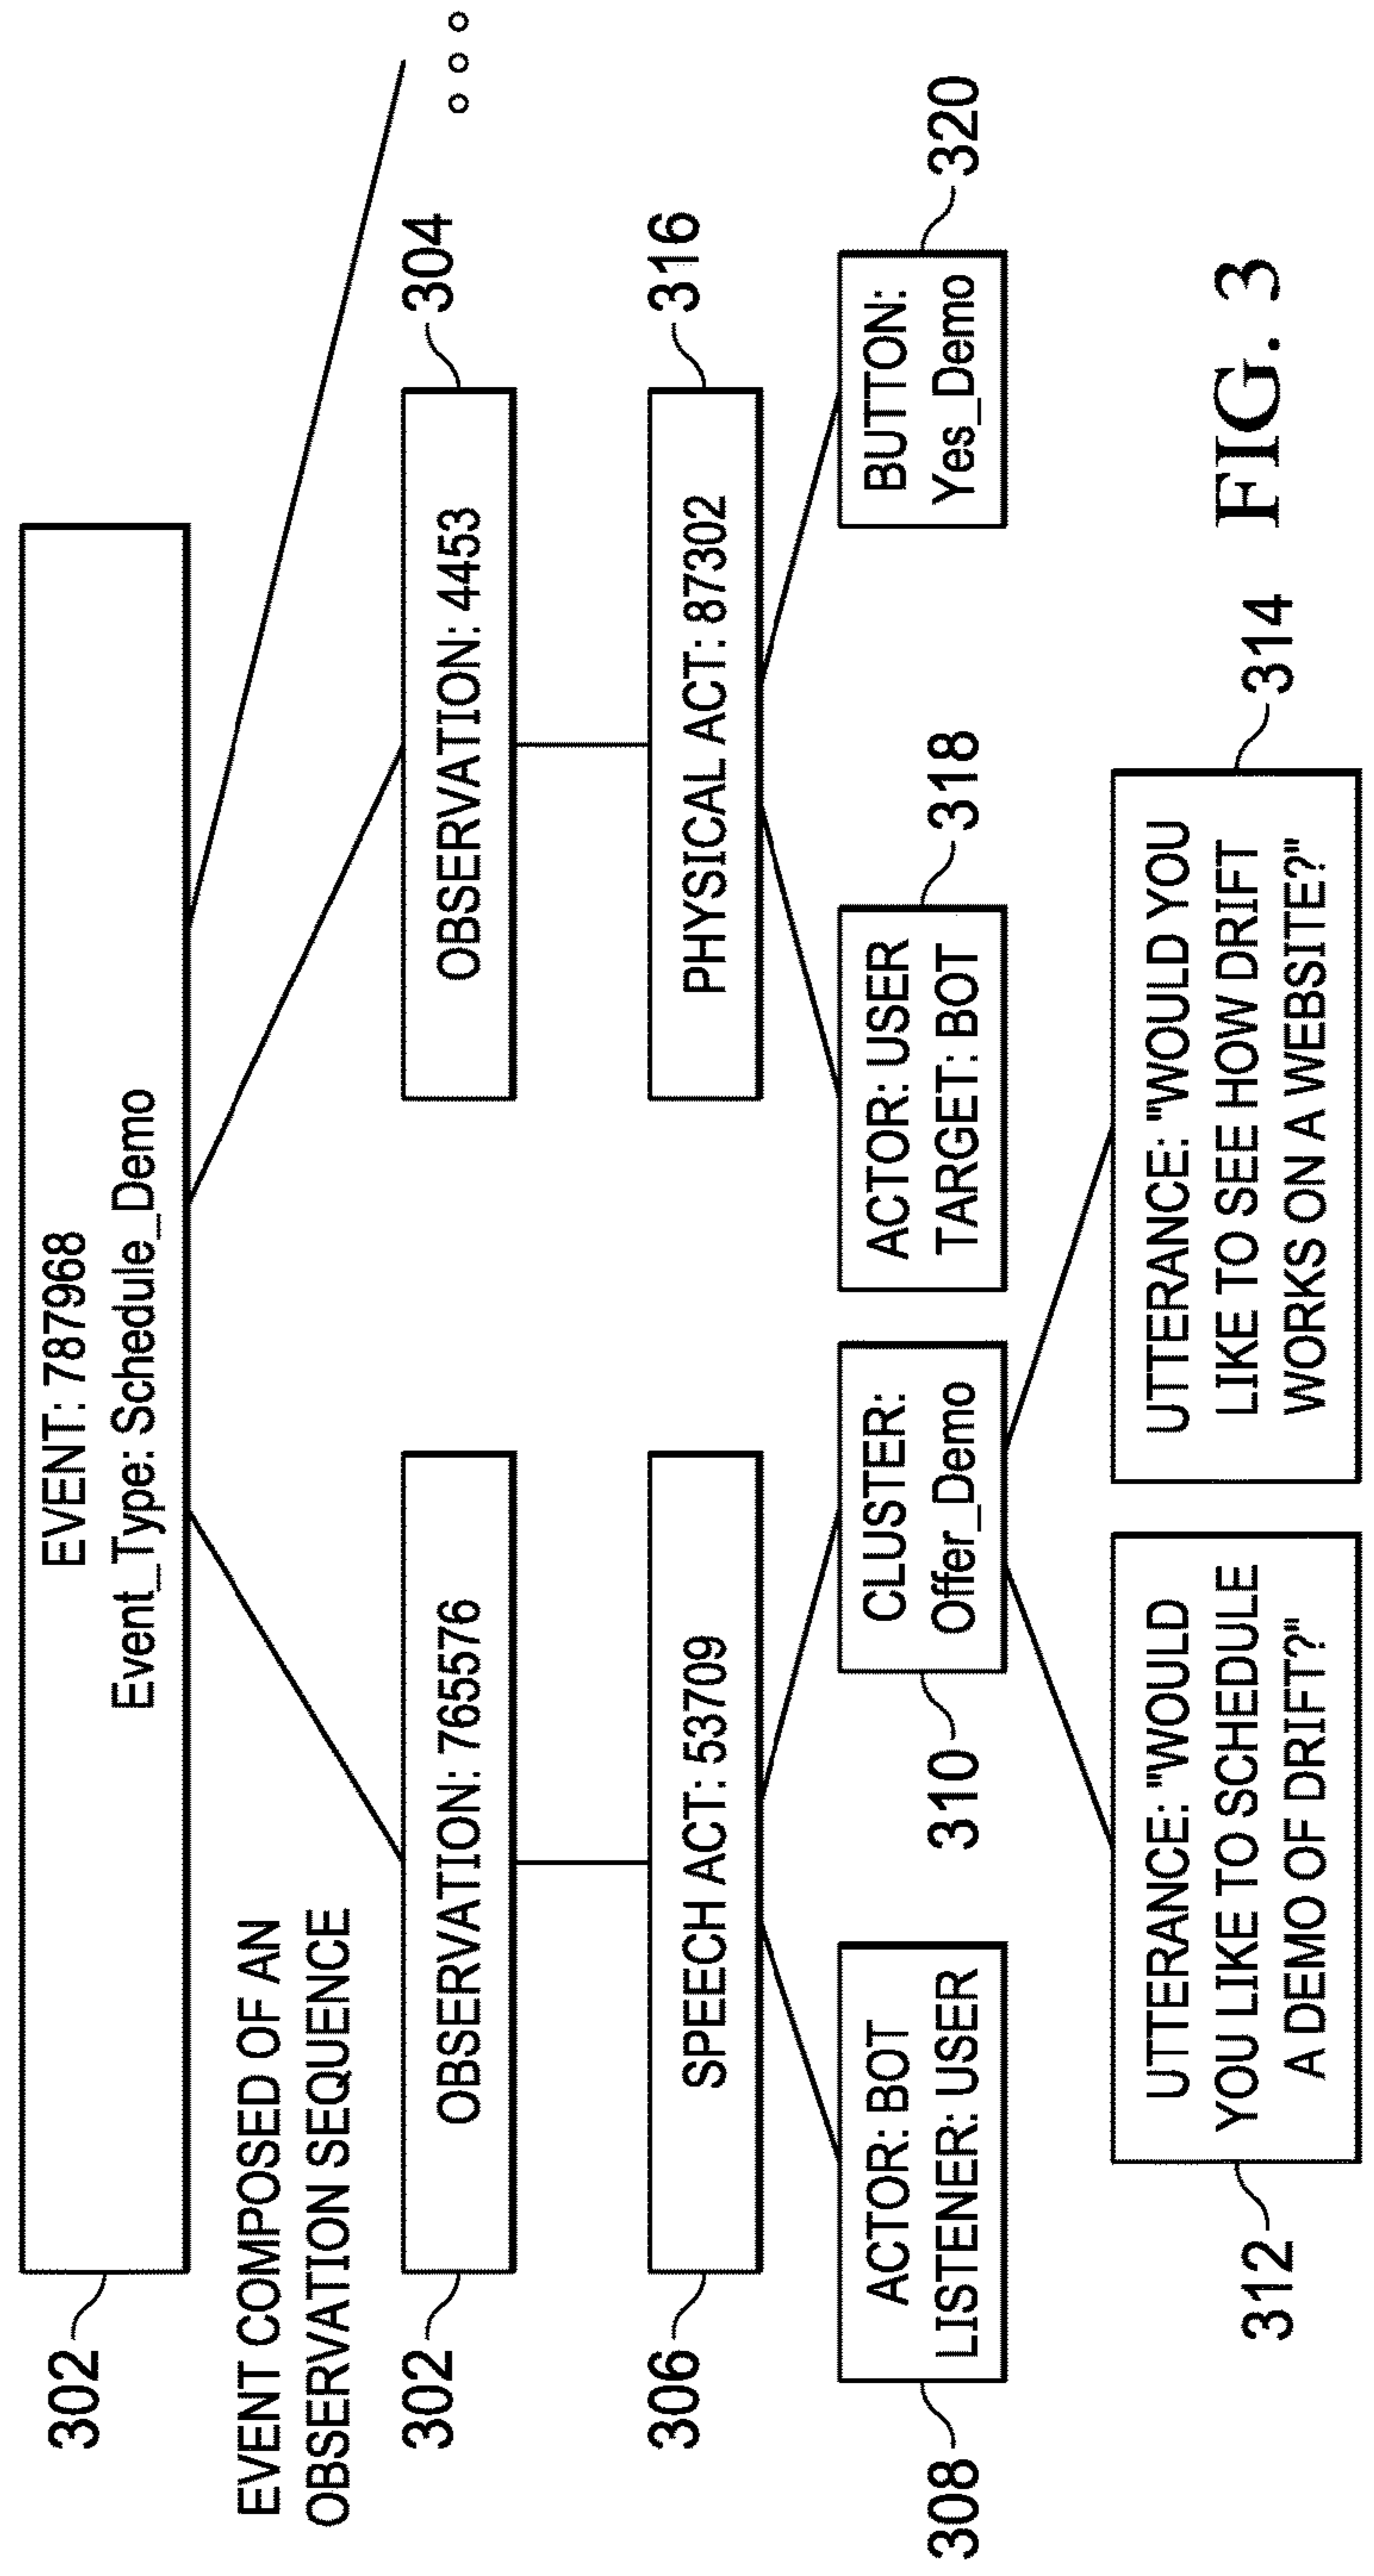 302
EVENT: 787968
Event_Type: Schedule_Demo
EVENT COMPOSED OF AN
OBSERVATION SEQUENCE
302
OBSERVATION: 765576
OBSERVATION: 4453
304
306
SPEECH ACT: 53709
PHYSICAL ACT: 87302
316
308
ACTOR: BOT
LISTENER: USER
310
CLUSTER:
Offer_Demo
ACTOR: USER
TARGET: BOT
318
BUTTON:
Yes_Demo
320
312
UTTERANCE: "WOULD
YOU LIKE TO SCHEDULE
A DEMO OF DRIFT?"
UTTERANCE: "WOULD YOU
LIKE TO SEE HOW DRIFT
WORKS ON A WEBSITE?"
314
FIG. 3